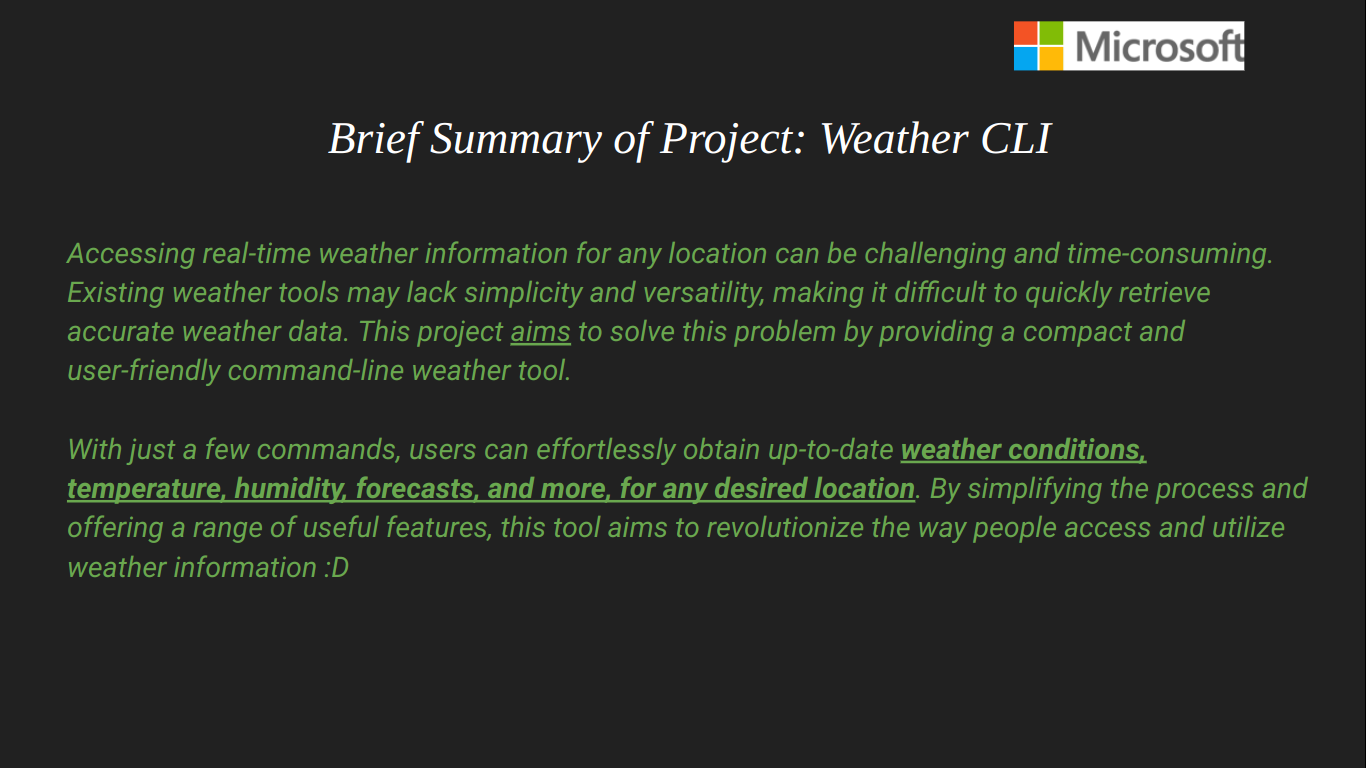 Microsoft
Brief Summary of Project: Weather CLI
Accessing real-time weather information for any location can be challenging and time-consuming.
Existing weather tools may lack simplicity and versatility, making it difficult to quickly retrieve
accurate weather data. This project aims to solve this problem by providing a compact and
user-friendly command-line weather tool.
With just a few commands, users can effortlessly obtain up-to-date weather conditions,
temperature, humidity, forecasts, and more, for any desired location. By simplifying the process and
offering a range of useful features, this tool aims to revolutionize the way people access and utilize
weather information :D